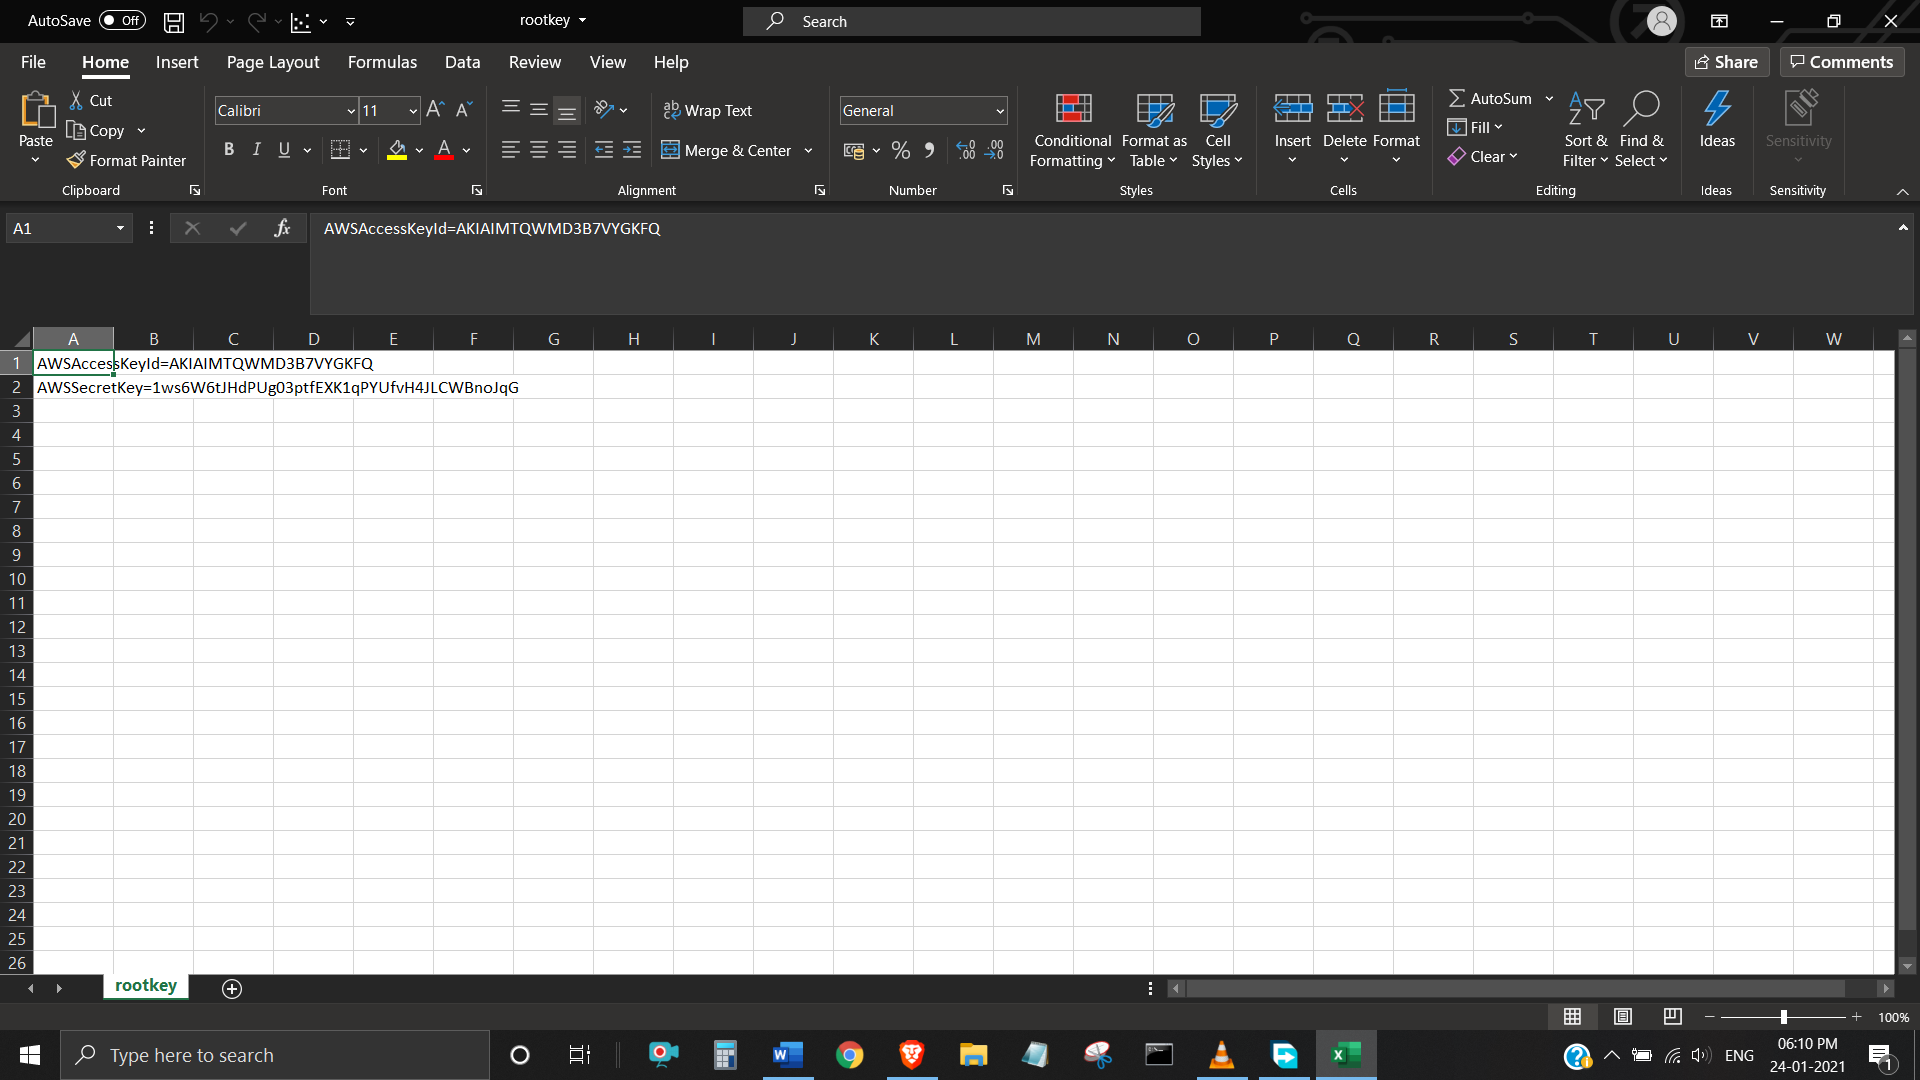 AutoSave Off
rootkey
Search
File Home Insert Page Layout Formulas Data Review View Help
Share Comments
Paste
Cut
Copy
Format Painter
Clipboard
Calibri 11
B I U
Font
Wrap Text
Merge & Center
Alignment
General
Number
Conditional Formatting
Format as Table
Cell Styles
Styles
Insert Delete Format
Cells
AutoSum
Fill
Clear
Sort & Filter
Find & Select
Editing
Ideas
Ideas
Sensitivity
Sensitivity
A1 fx AWSAccessKeyId=AKIAIMTQWMD3B7VYGKFQ
A B C D E F G H I J K L M N O P Q R S T U V W
1 AWSAccessKeyId=AKIAIMTQWMD3B7VYGKFQ
2 AWSSecretKey=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
3
4
5
6
7
8
9
10
11
12
13
14
15
16
17
18
19
20
21
22
23
24
25
26
rootkey
100%
Type here to search
ENG
06:10 PM
24-01-2021
1